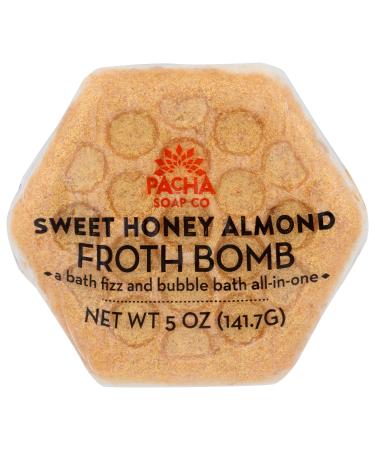 PACHA
SOAP CO
SWEET HONEY ALMOND
FROTH BOMB
a bath fizz and bubble bath all-in-one
NET WT 5 OZ (141.7G)